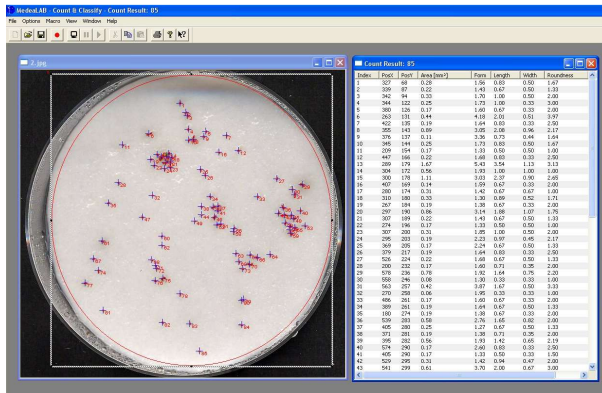 MedeaLAB - Count & Classify - Count Result: 85
File Options Macro View Window Help
2.jpg
Count Result: 85
Index PosX PosY Area [mm²] Form Length Width Roundness
1 327 68 0.28 1.56 0.83 0.50 1.67
2 339 87 0.22 1.43 0.67 0.50 1.33
3 342 94 0.33 1.70 1.00 0.50 2.00
4 344 122 0.25 1.73 1.00 0.33 3.00
5 380 126 0.17 1.60 0.67 0.33 2.00
6 263 131 0.44 4.18 2.01 0.51 3.97
7 422 135 0.19 1.64 0.83 0.33 2.50
8 355 143 0.89 3.05 2.08 0.96 2.17
9 376 137 0.11 3.36 0.73 0.44 1.64
10 345 144 0.25 1.73 0.83 0.50 1.67
11 209 154 0.17 1.33 0.50 0.50 1.00
12 447 166 0.22 1.68 0.83 0.33 2.50
13 289 179 1.67 5.43 3.54 1.13 3.13
14 304 172 0.56 1.93 1.00 1.00 1.00
15 300 178 1.11 3.03 2.37 0.90 2.65
16 407 169 0.14 1.59 0.67 0.33 2.00
17 280 174 0.31 1.42 0.67 0.67 1.00
18 310 180 0.33 1.30 0.89 0.52 1.71
19 267 184 0.19 1.38 0.67 0.33 2.00
20 297 190 0.86 3.14 1.88 1.07 1.75
21 307 189 0.22 1.43 0.67 0.50 1.33
22 274 196 0.17 1.33 0.50 0.50 1.00
23 307 200 0.31 1.85 1.00 0.50 2.00
24 295 203 0.19 2.23 0.97 0.45 2.17
25 369 205 0.17 2.24 0.67 0.50 1.33
26 379 217 0.19 1.64 0.83 0.33 2.50
27 526 224 0.22 1.68 0.67 0.50 1.33
28 200 232 0.17 1.60 0.71 0.35 2.00
29 578 236 0.78 1.92 1.64 0.75 2.20
30 558 246 0.08 1.30 0.33 0.33 1.00
31 563 257 0.42 3.87 1.67 0.50 3.33
32 270 258 0.06 1.95 0.33 0.33 1.00
33 486 261 0.17 1.60 0.67 0.33 2.00
34 389 261 0.19 1.64 0.67 0.33 2.00
35 180 274 0.19 1.38 0.67 0.33 2.00
36 539 283 0.58 2.76 1.65 0.82 2.00
37 405 280 0.25 1.27 0.67 0.50 1.33
38 371 281 0.19 1.38 0.71 0.35 2.00
39 395 282 0.56 1.93 1.42 0.65 2.19
40 574 290 0.17 2.60 0.83 0.33 2.50
41 405 290 0.17 1.33 0.50 0.33 1.50
42 529 295 0.31 1.42 0.94 0.47 2.00
43 541 299 0.61 3.70 2.00 0.67 3.00